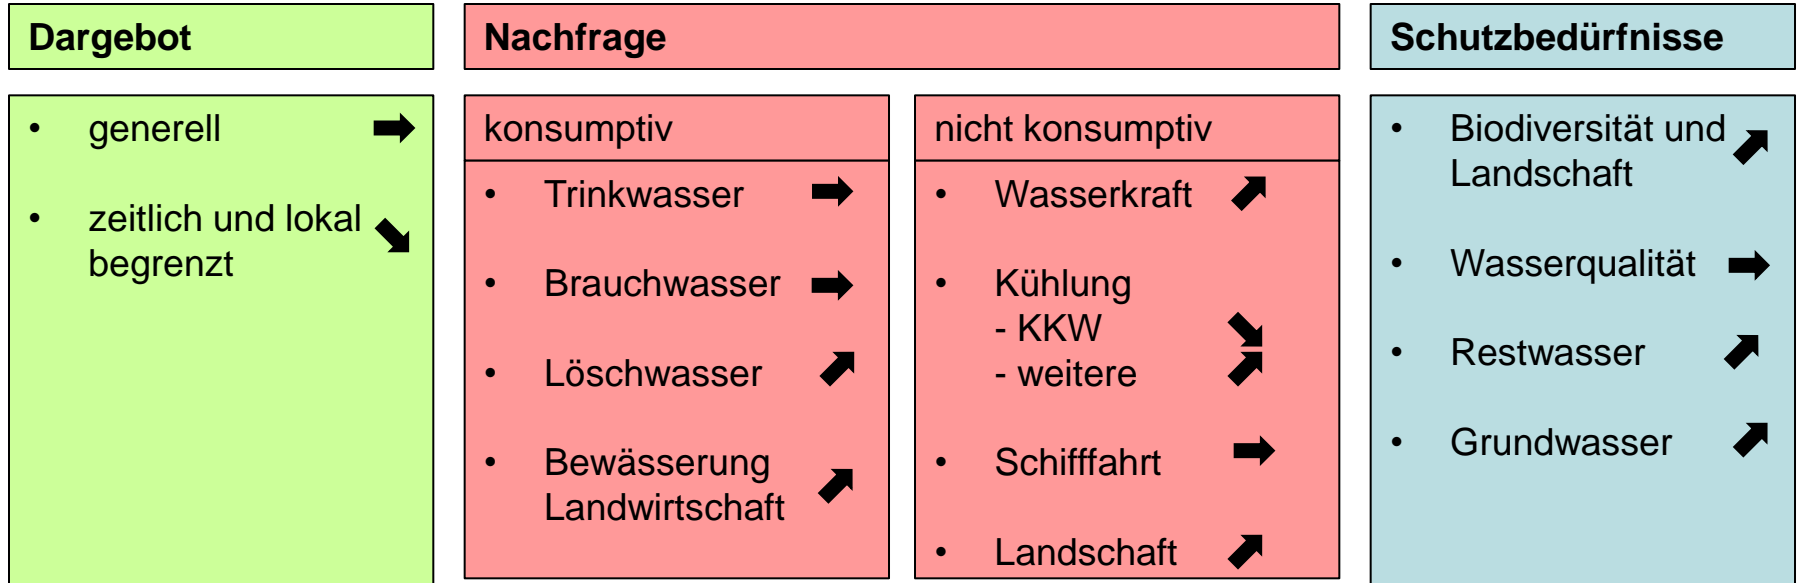 Dargebot
• generell
• zeitlich und lokal
begrenzt
Nachfrage
konsumptiv
• Trinkwasser
• Brauchwasser
• Löschwasser
• Bewässerung
Landwirtschaft
nicht konsumptiv
• Wasserkraft
• Kühlung
- KKW
- weitere
• Schifffahrt
• Landschaft
Schutzbedürfnisse
• Biodiversität und
Landschaft
• Wasserqualität
• Restwasser
• Grundwasser